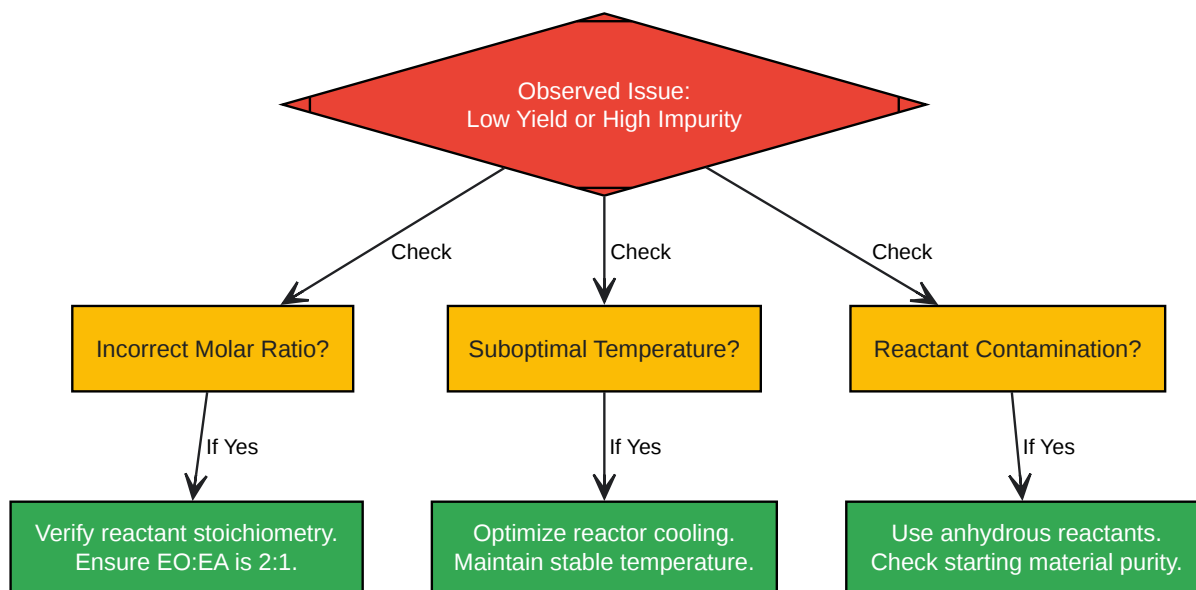 Observed Issue:
Low Yield or High Impurity
Check
Check
Check
Incorrect Molar Ratio?
Suboptimal Temperature?
Reactant Contamination?
If Yes
If Yes
If Yes
Verify reactant stoichiometry.
Ensure EO:EA is 2:1.
Optimize reactor cooling.
Maintain stable temperature.
Use anhydrous reactants.
Check starting material purity.